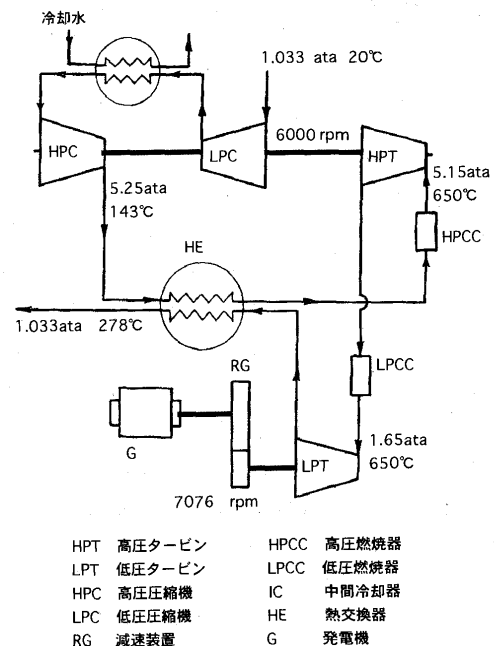 冷却水
1.033 ata 20℃
6000 rpm
HPC
LPC
HPT
5.15ata
650℃
5.25ata
143℃
HPCC
HE
1.033ata 278℃
LPCC
RG
G
LPT
1.65ata
650℃
7076 rpm
HPT 高圧タービン
LPT 低圧タービン
HPC 高圧圧縮機
LPC 低圧圧縮機
RG 減速装置
HPCC 高圧燃焼器
LPCC 低圧燃焼器
IC 中間冷却器
HE 熱交換器
G 発電機